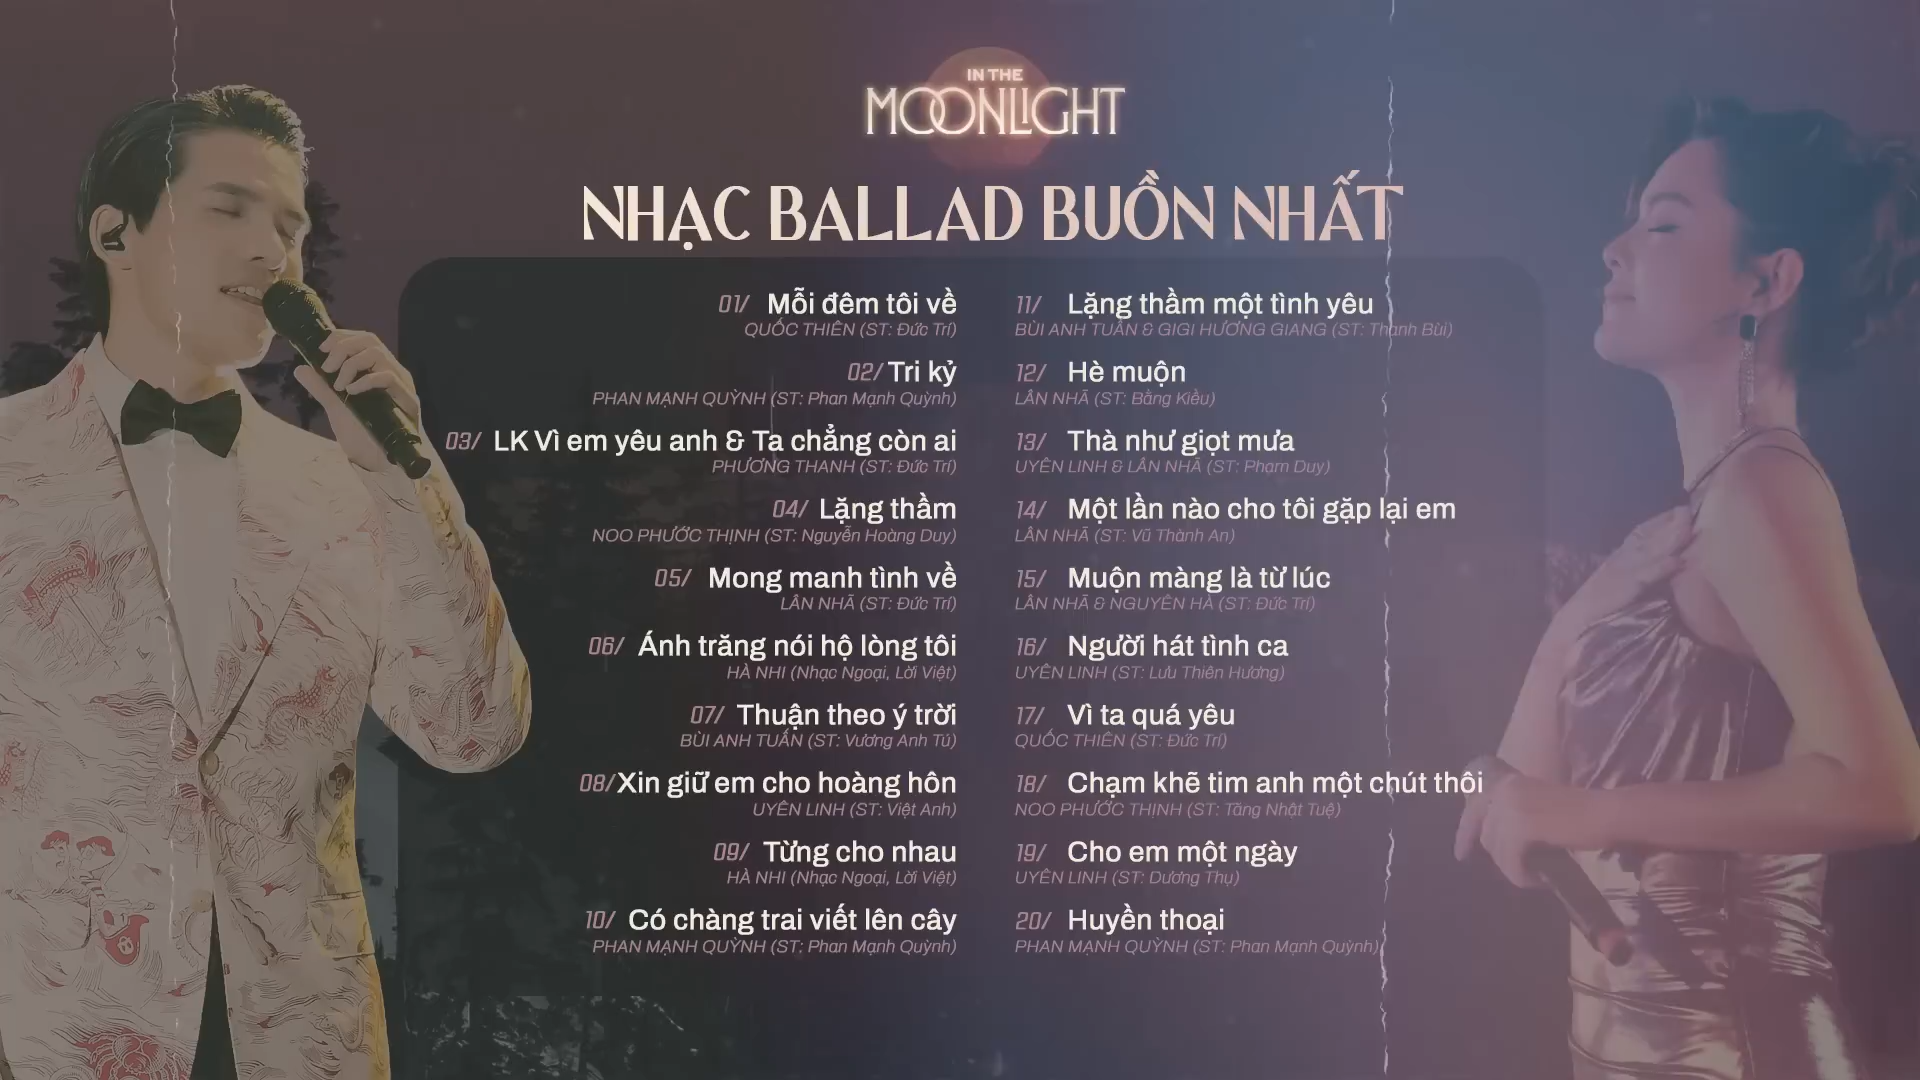 IN THE
MOONLIGHT
NHẠC BALLAD BUỒN NHẤT
01/ Mỗi đêm tôi về
QUỐC THIÊN (ST: Đức Trí)
02/ Tri kỷ
PHAN MẠNH QUỲNH (ST: Phan Mạnh Quỳnh)
03/ LK Vì em yêu anh & Ta chẳng còn ai
PHƯƠNG THANH (ST: Đức Trí)
04/ Lặng thầm
NOO PHƯỚC THỊNH (ST: Nguyễn Hoàng Duy)
05/ Mong manh tình về
LÂN NHÃ (ST: Đức Trí)
06/ Ánh trăng nói hộ lòng tôi
HÀ NHI (Nhạc Ngoại, Lời Việt)
07/ Thuận theo ý trời
BÙI ANH TUẤN (ST: Vương Anh Tú)
08/ Xin giữ em cho hoàng hôn
UYÊN LINH (ST: Việt Anh)
09/ Từng cho nhau
HÀ NHI (Nhạc Ngoại, Lời Việt)
10/ Có chàng trai viết lên cây
PHAN MẠNH QUỲNH (ST: Phan Mạnh Quỳnh)
11/ Lặng thầm một tình yêu
BÙI ANH TUẤN & GIGI HƯƠNG GIANG (ST: Thanh Bùi)
12/ Hè muộn
LÂN NHÃ (ST: Bằng Kiều)
13/ Thà như giọt mưa
UYÊN LINH & LÂN NHÃ (ST: Phạm Duy)
14/ Một lần nào cho tôi gặp lại em
LÂN NHÃ (ST: Vũ Thành An)
15/ Muộn màng là từ lúc
LÂN NHÃ & NGUYÊN HÀ (ST: Đức Trí)
16/ Người hát tình ca
UYÊN LINH (ST: Lưu Thiên Hương)
17/ Vì ta quá yêu
QUỐC THIÊN (ST: Đức Trí)
18/ Chạm khẽ tim anh một chút thôi
NOO PHƯỚC THỊNH (ST: Tăng Nhật Tuệ)
19/ Cho em một ngày
UYÊN LINH (ST: Dương Thụ)
20/ Huyền thoại
PHAN MẠNH QUỲNH (ST: Phan Mạnh Quỳnh)